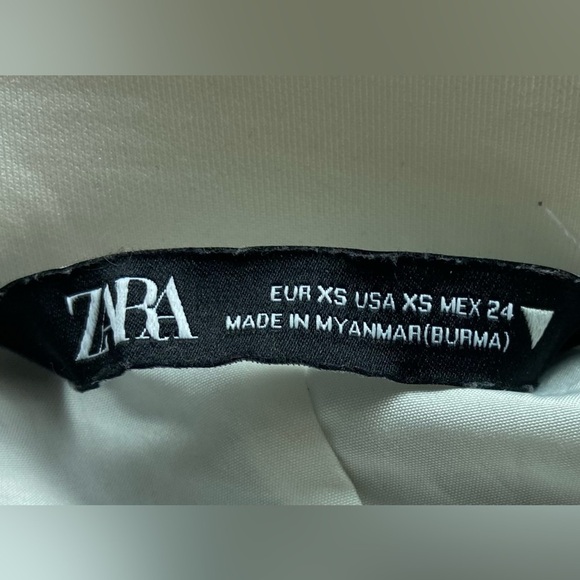 ZARA
EUR XS USA XS MEX 24
MADE IN MYANMAR(BURMA)